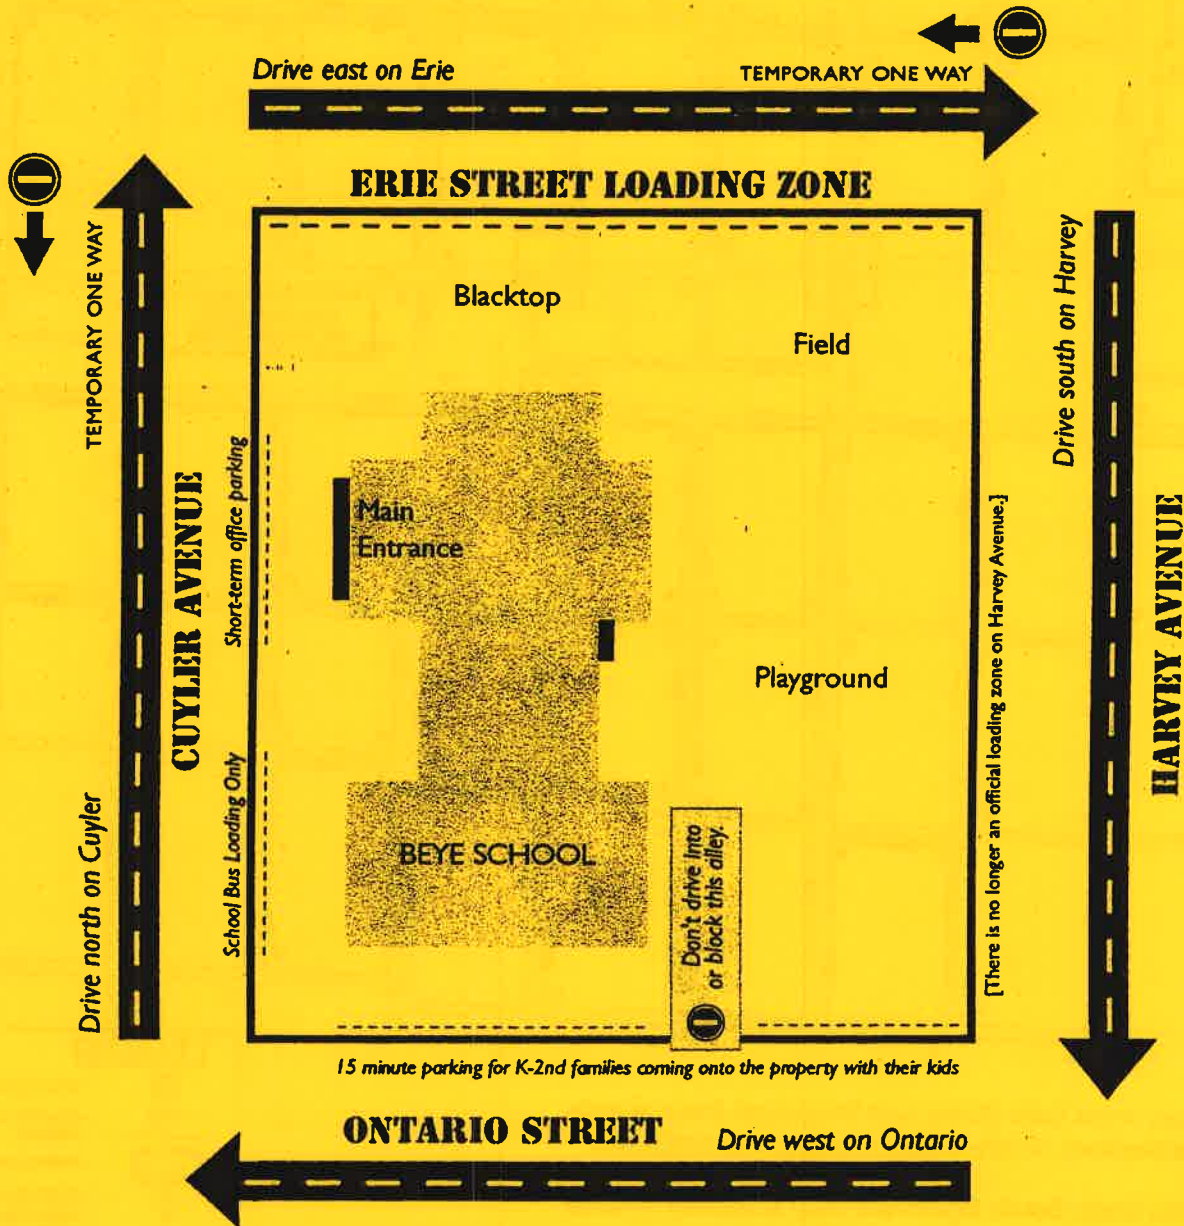 Drive east on Erie
TEMPORARY ONE WAY
ERIE STREET LOADING ZONE
TEMPORARY ONE WAY
Drive north on Cuyler
CUYLER AVENUE
Short-term office parking
School Bus Loading Only
Blacktop
Field
Main
Entrance
Playground
BEYE SCHOOL
Don't drive into
or block this alley.
[There is no longer an official loading zone on Harvey Avenue.]
Drive south on Harvey
HARVEY AVENUE
15 minute parking for K-2nd families coming onto the property with their kids
ONTARIO STREET
Drive west on Ontario